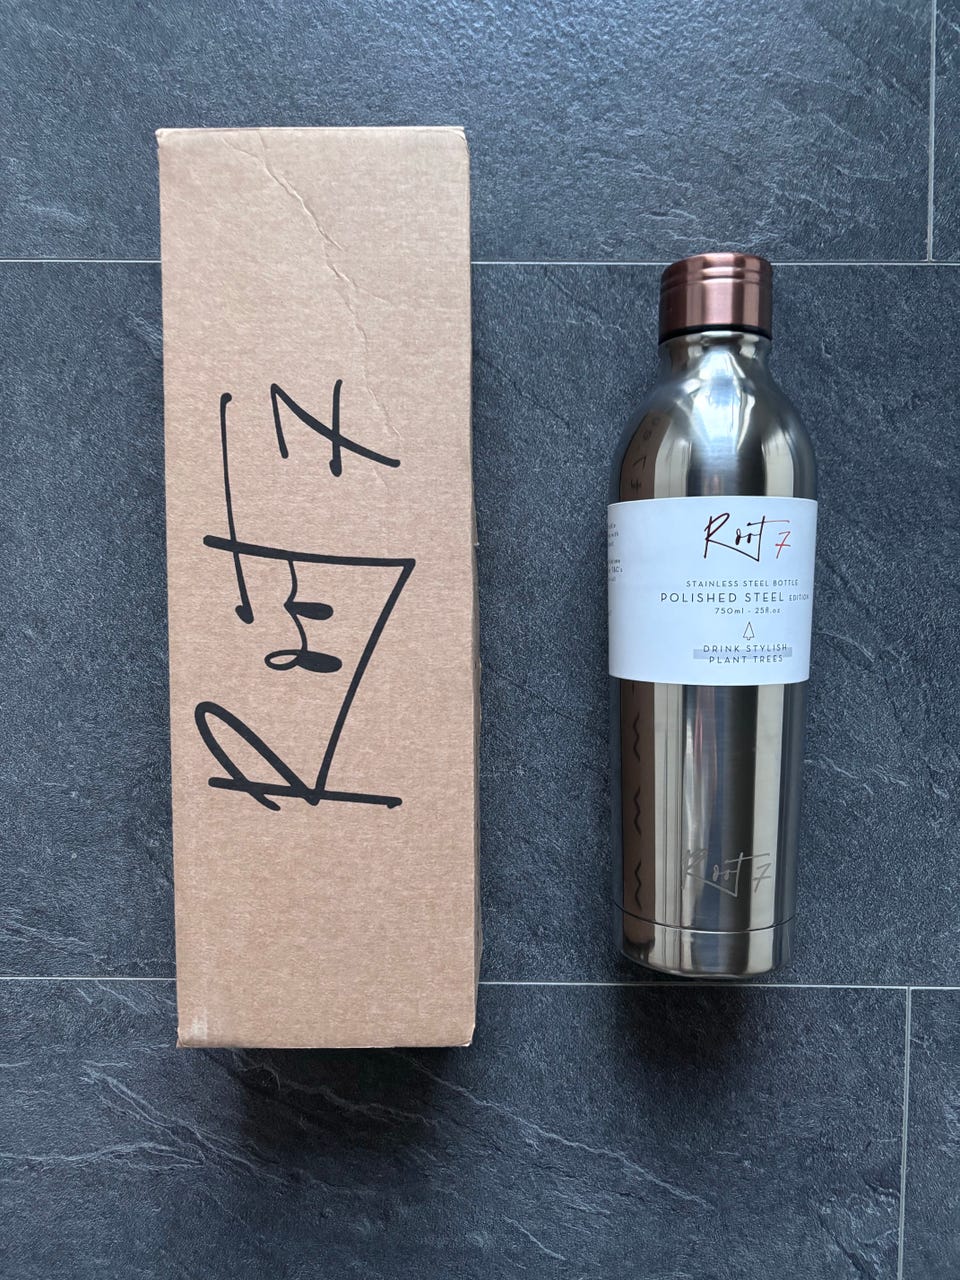 Root 7
Root 7
STAINLESS STEEL BOTTLE
POLISHED STEEL EDITION
750ml - 25fl.oz
DRINK STYLISH
PLANT TREES
Root 7